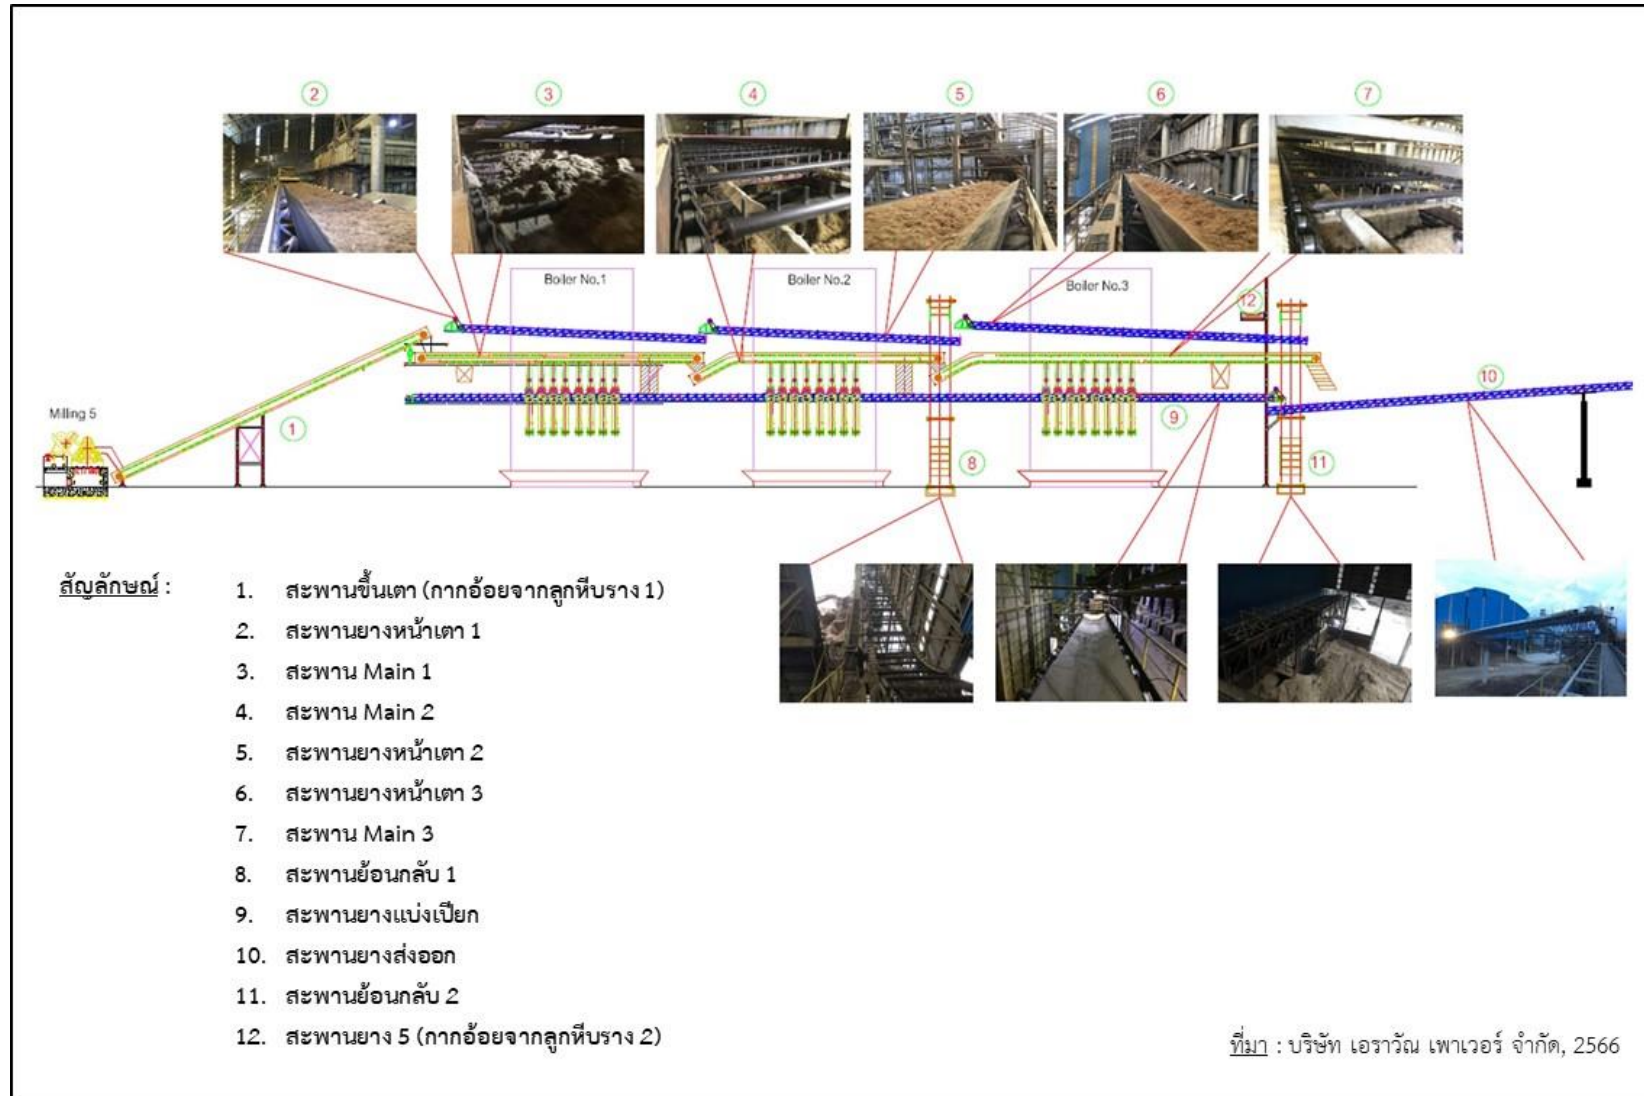 2
3
4
5
6
7
Boiler No.1
Boiler No.2
Boiler No.3
12
10
Milling 5
1
9
8
11
สัญลักษณ์ :
1. สะพานขึ้นเตา (กากอ้อยจากลูกหีบราง 1)
2. สะพานยางหน้าเตา 1
3. สะพาน Main 1
4. สะพาน Main 2
5. สะพานยางหน้าเตา 2
6. สะพานยางหน้าเตา 3
7. สะพาน Main 3
8. สะพานย้อนกลับ 1
9. สะพานยางแบ่งเปียก
10. สะพานยางส่งออก
11. สะพานย้อนกลับ 2
12. สะพานยาง 5 (กากอ้อยจากลูกหีบราง 2)
ที่มา : บริษัท เอราวัณ เพาเวอร์ จำกัด, 2566